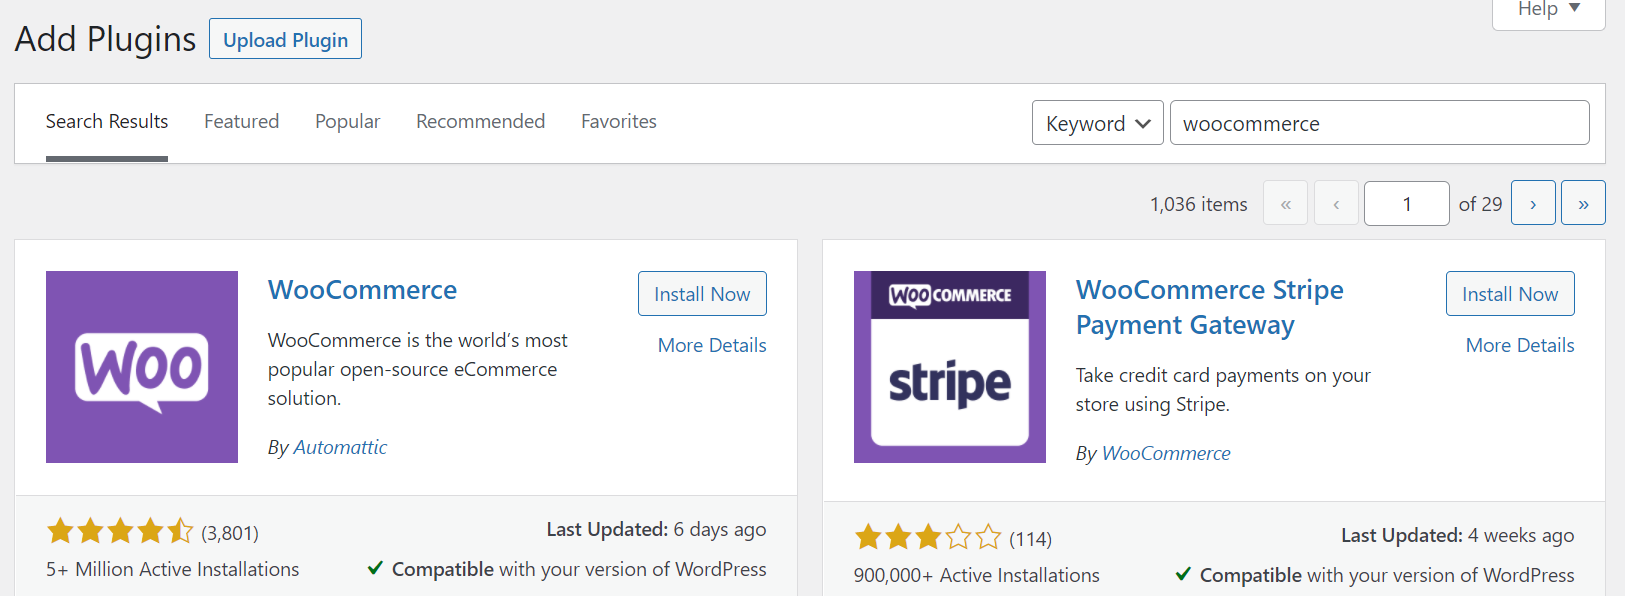 Help
Add Plugins Upload Plugin
Search Results Featured Popular Recommended Favorites Keyword woocommerce
1,036 items « ‹ 1 of 29 › »
Woo
WooCommerce Install Now
More Details
WooCommerce is the world’s most
popular open-source eCommerce
solution.
By Automattic
(3,801) Last Updated: 6 days ago
5+ Million Active Installations Compatible with your version of WordPress
WOOCOMMERCE
stripe
WooCommerce Stripe
Payment Gateway
Install Now
More Details
Take credit card payments on your
store using Stripe.
By WooCommerce
(114) Last Updated: 4 weeks ago
900,000+ Active Installations Compatible with your version of WordPress